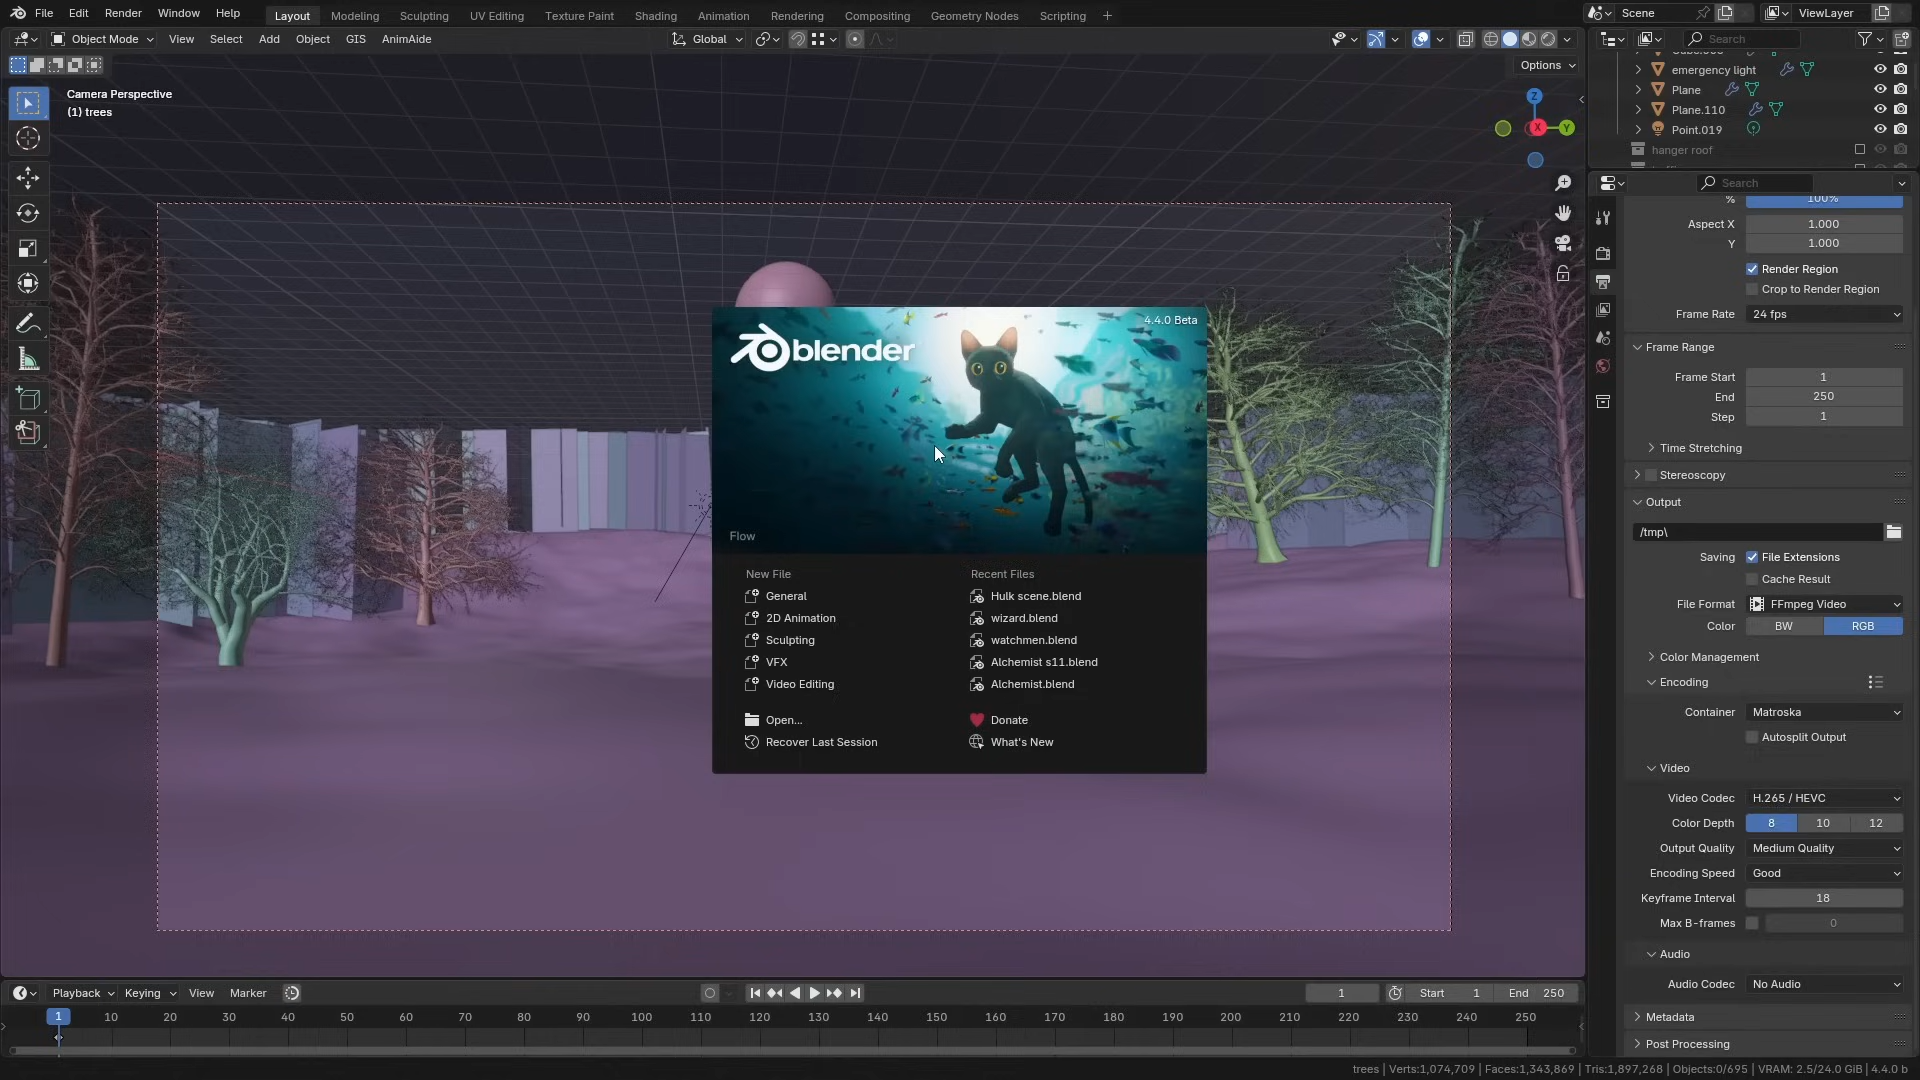 File Edit Render Window Help Layout Modeling Sculpting UV Editing Texture Paint Shading Animation Rendering Compositing Geometry Nodes Scripting + Scene ViewLayer
Object Mode View Select Add Object GIS AnimAide Global Search
Options
Camera Perspective
(1) trees
Z
X
Y
emergency light
Plane
Plane.110
Point.019
hanger roof
Search
% 100%
Aspect X 1.000
Y 1.000
Render Region
Crop to Render Region
Frame Rate 24 fps
Frame Range
Frame Start 1
End 250
Step 1
Time Stretching
Stereoscopy
Output
/tmp\
Saving File Extensions
Cache Result
File Format FFmpeg Video
Color BW RGB
Color Management
Encoding
Container Matroska
Autosplit Output
Video
Video Codec H.265 / HEVC
Color Depth 8 10 12
Output Quality Medium Quality
Encoding Speed Good
Keyframe Interval 18
Max B-frames 0
Audio
Audio Codec No Audio
Metadata
Post Processing
4.4.0 Beta
blender
Flow
New File
General
2D Animation
Sculpting
VFX
Video Editing
Open...
Recover Last Session
Recent Files
Hulk scene.blend
wizard.blend
watchmen.blend
Alchemist s11.blend
Alchemist.blend
Donate
What's New
Playback Keying View Marker 1 Start 1 End 250
1 10 20 30 40 50 60 70 80 90 100 110 120 130 140 150 160 170 180 190 200 210 220 230 240 250
trees | Verts:1,074,709 | Faces:1,343,869 | Tris:1,897,268 | Objects:0/695 | VRAM: 2.5/24.0 GiB | 4.4.0 b